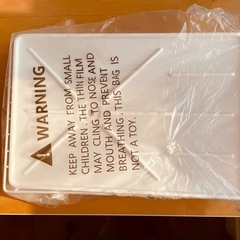 WARNING
KEEP AWAY FROM SMALL
CHILDREN. THE THIN FILM
MAY CLING TO NOSE AND
MOUTH AND PREVENT
BREATHING. THIS BAG IS
NOT A TOY.